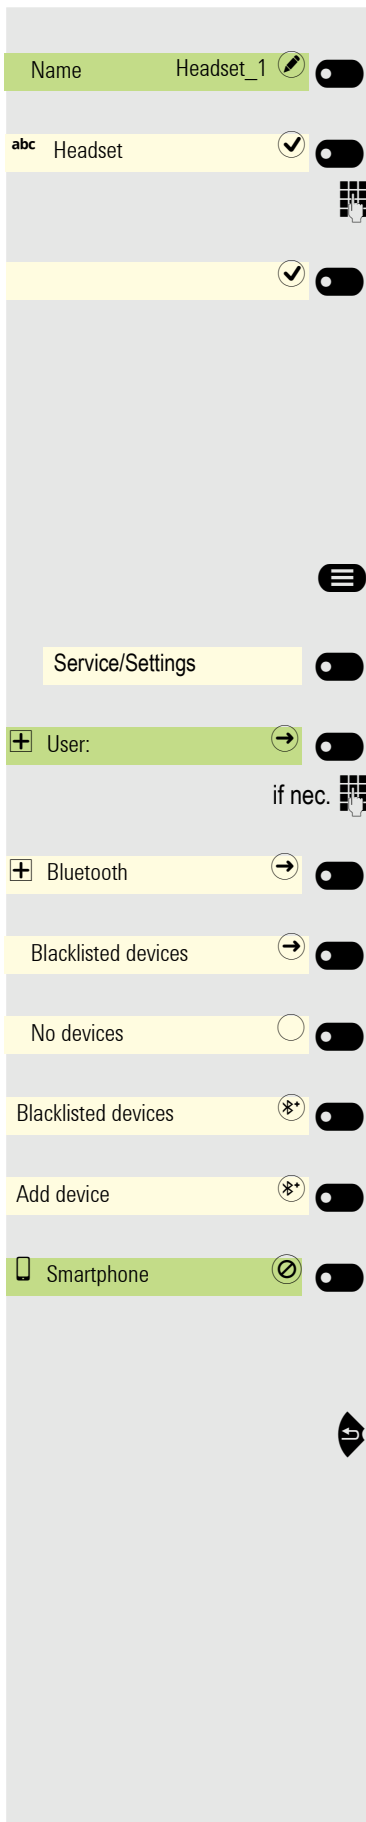 Name Headset_1
abc Headset
Service/Settings
User:
if nec.
Bluetooth
Blacklisted devices
No devices
Blacklisted devices
Add device
Smartphone